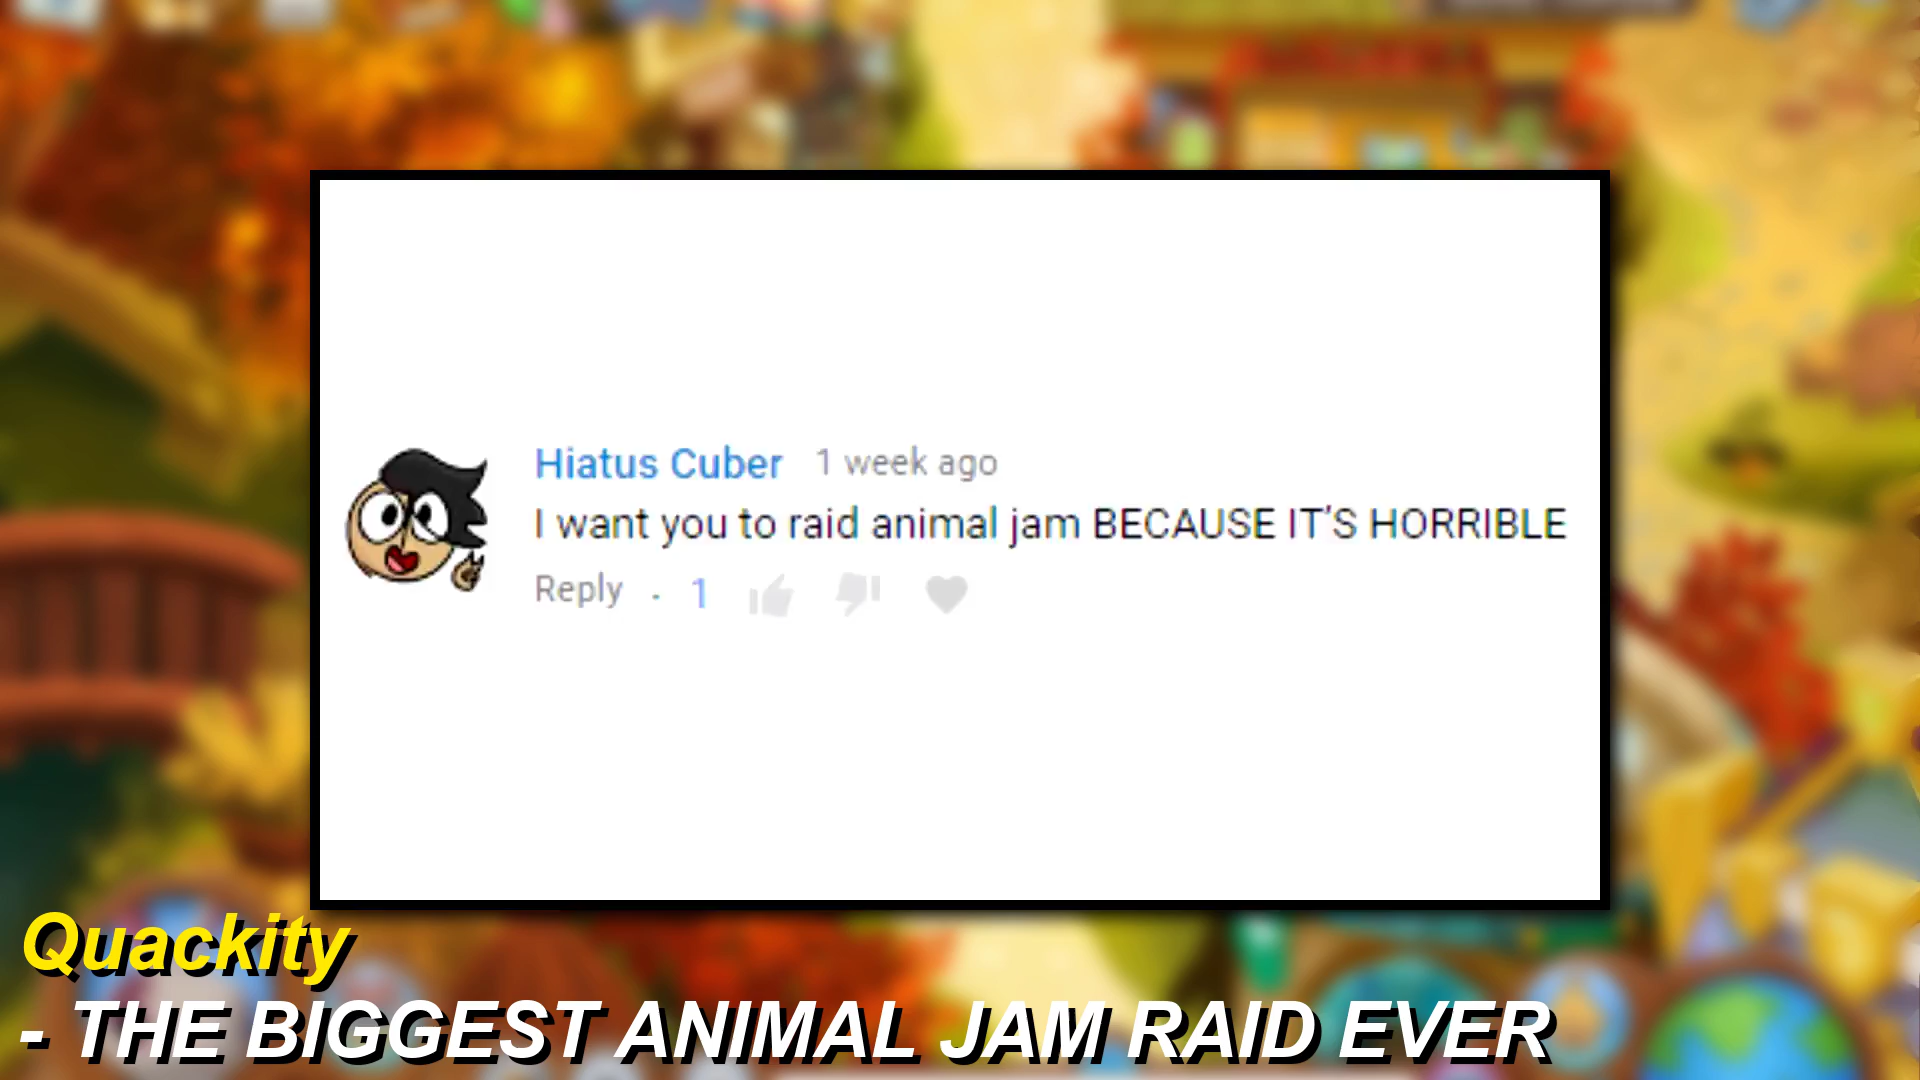 Hiatus Cuber 1 week ago
I want you to raid animal jam BECAUSE IT'S HORRIBLE
Reply · 1
Quackity
- THE BIGGEST ANIMAL JAM RAID EVER